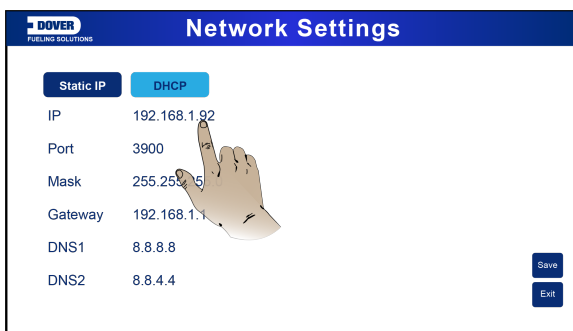 DOVER
FUELING SOLUTIONS
Network Settings
Static IP DHCP
IP 192.168.1.92
Port 3900
Mask
Gateway 192.168.1.1
DNS1 8.8.8.8
DNS2 8.8.4.4
Save
Exit